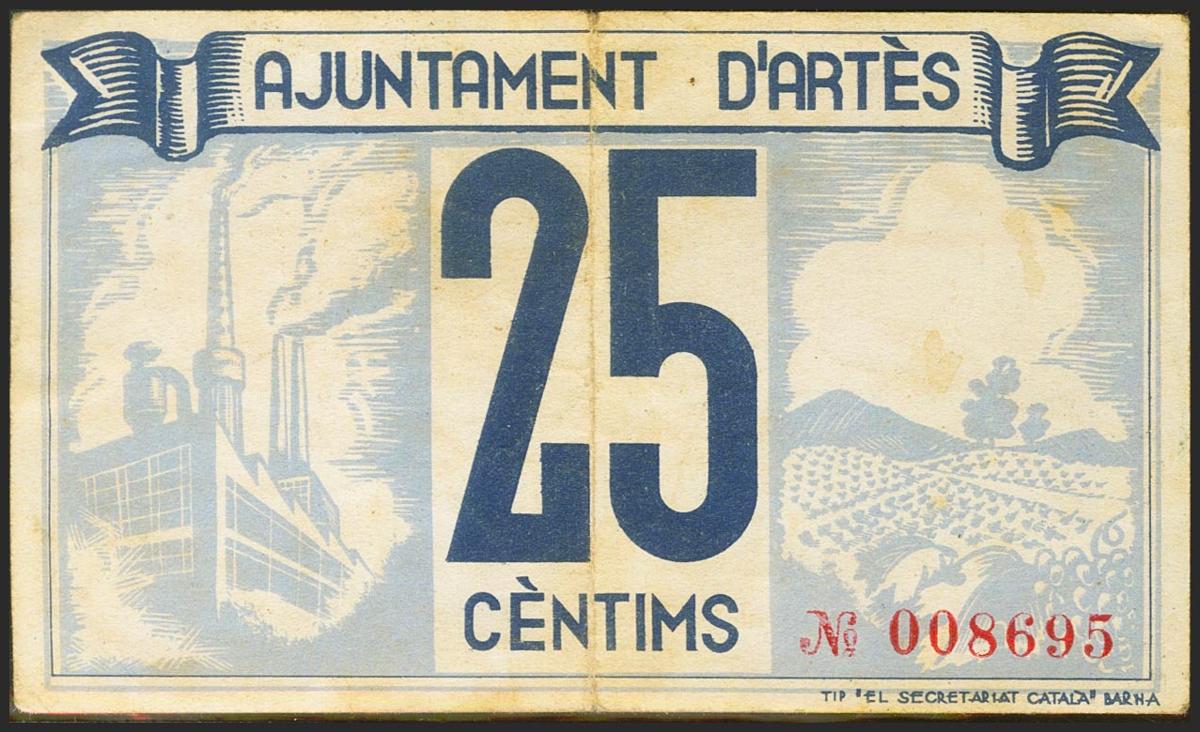 AJUNTAMENT D'ARTÈS
25
CÈNTIMS
Nº 008695
TIP "EL SECRETARIAT CATALÀ" BARNA